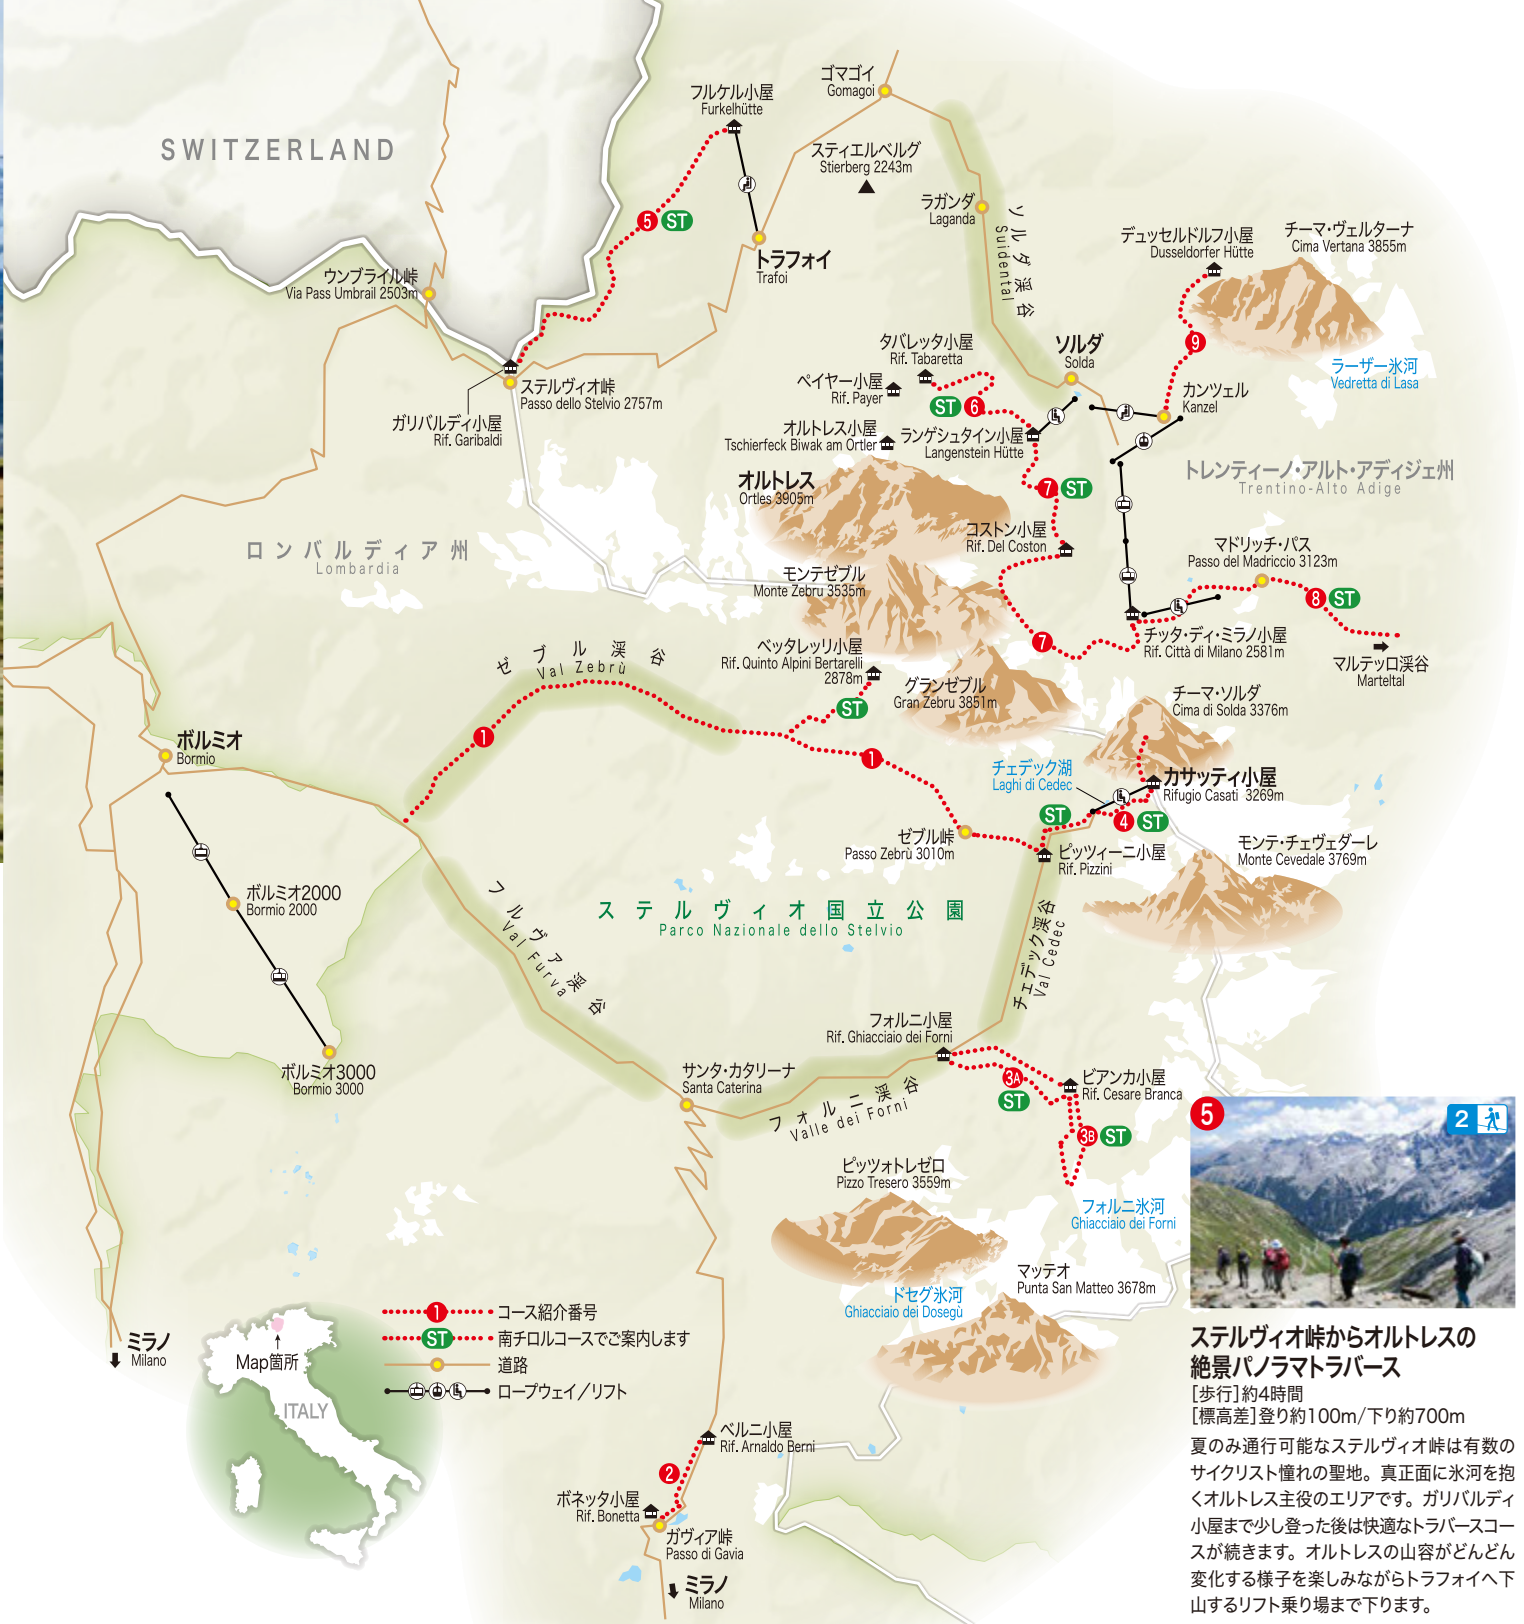 SWITZERLAND
ゴマゴイ
Gomagoi
フルケル小屋
Furkelhütte
スティエルベルグ
Stierberg 2243m
5 ST
ラガンダ
Laganda
ソルダ渓谷
Suidental
デュッセルドルフ小屋
Dusseldorfer Hütte
チーマ・ヴェルターナ
Cima Vertana 3855m
トラフォイ
Trafoi
ウンブライル峠
Via Pass Umbrail 2503m
タバレッタ小屋
Rif. Tabaretta
ソルダ
Solda
9
ラーザー氷河
Vedretta di Lasa
ペイヤー小屋
Rif. Payer
ST 6
カンツェル
Kanzel
ステルヴィオ峠
Passo dello Stelvio 2757m
ガリバルディ小屋
Rif. Garibaldi
オルトレス小屋
Tschierfeck Biwak am Ortler
ランゲシュタイン小屋
Langenstein Hütte
トレンティーノ・アルト・アディジェ州
Trentino-Alto Adige
オルトレス
Ortles 3905m
7 ST
コストン小屋
Rif. Del Coston
ロンバルディア州
Lombardia
マドリッチ・パス
Passo del Madriccio 3123m
モンテゼブル
Monte Zebru 3535m
8 ST
チッタ・ディ・ミラノ小屋
Rif. Città di Milano 2581m
7
マルテッロ渓谷
Marteltal
ゼブル渓谷
Val Zebrù
ベッタレッリ小屋
Rif. Quinto Alpini Bertarelli
2878m
ST
グランゼブル
Gran Zebru 3851m
チーマ・ソルダ
Cima di Solda 3376m
1
1
ボルミオ
Bormio
チェデック湖
Laghi di Cedec
カサッティ小屋
Rifugio Casati 3269m
ST
4 ST
ゼブル峠
Passo Zebrù 3010m
ピッツィーニ小屋
Rif. Pizzini
モンテ・チェヴェダーレ
Monte Cevedale 3769m
ボルミオ2000
Bormio 2000
フルヴァ渓谷
Val Furva
ステルヴィオ国立公園
Parco Nazionale dello Stelvio
チェデック渓谷
Val Cedec
フォルニ小屋
Rif. Ghiacciaio dei Forni
ボルミオ3000
Bormio 3000
サンタ・カタリーナ
Santa Caterina
3A
ST
ビアンカ小屋
Rif. Cesare Branca
フォルニ渓谷
Valle dei Forni
3B ST
ピッツォトレゼロ
Pizzo Tresero 3559m
フォルニ氷河
Ghiacciaio dei Forni
マッテオ
Punta San Matteo 3678m
ドセグ氷河
Ghiacciaio dei Dosegù
ミラノ
Milano
Map箇所
ITALY
1 コース紹介番号
ST 南チロルコースでご案内します
道路
ロープウェイ／リフト
ベルニ小屋
Rif. Arnaldo Berni
2
ボネッタ小屋
Rif. Bonetta
ガヴィア峠
Passo di Gavia
ミラノ
Milano
5
2
ステルヴィオ峠からオルトレスの
絶景パノラマトラバース
[歩行]約4時間
[標高差]登り約100m/下り約700m
夏のみ通行可能なステルヴィオ峠は有数の
サイクリスト憧れの聖地。真正面に氷河を抱
くオルトレス主役のエリアです。ガリバルディ
小屋まで少し登った後は快適なトラバースコー
スが続きます。オルトレスの山容がどんどん
変化する様子を楽しみながらトラフォイへ下
山するリフト乗り場まで下ります。